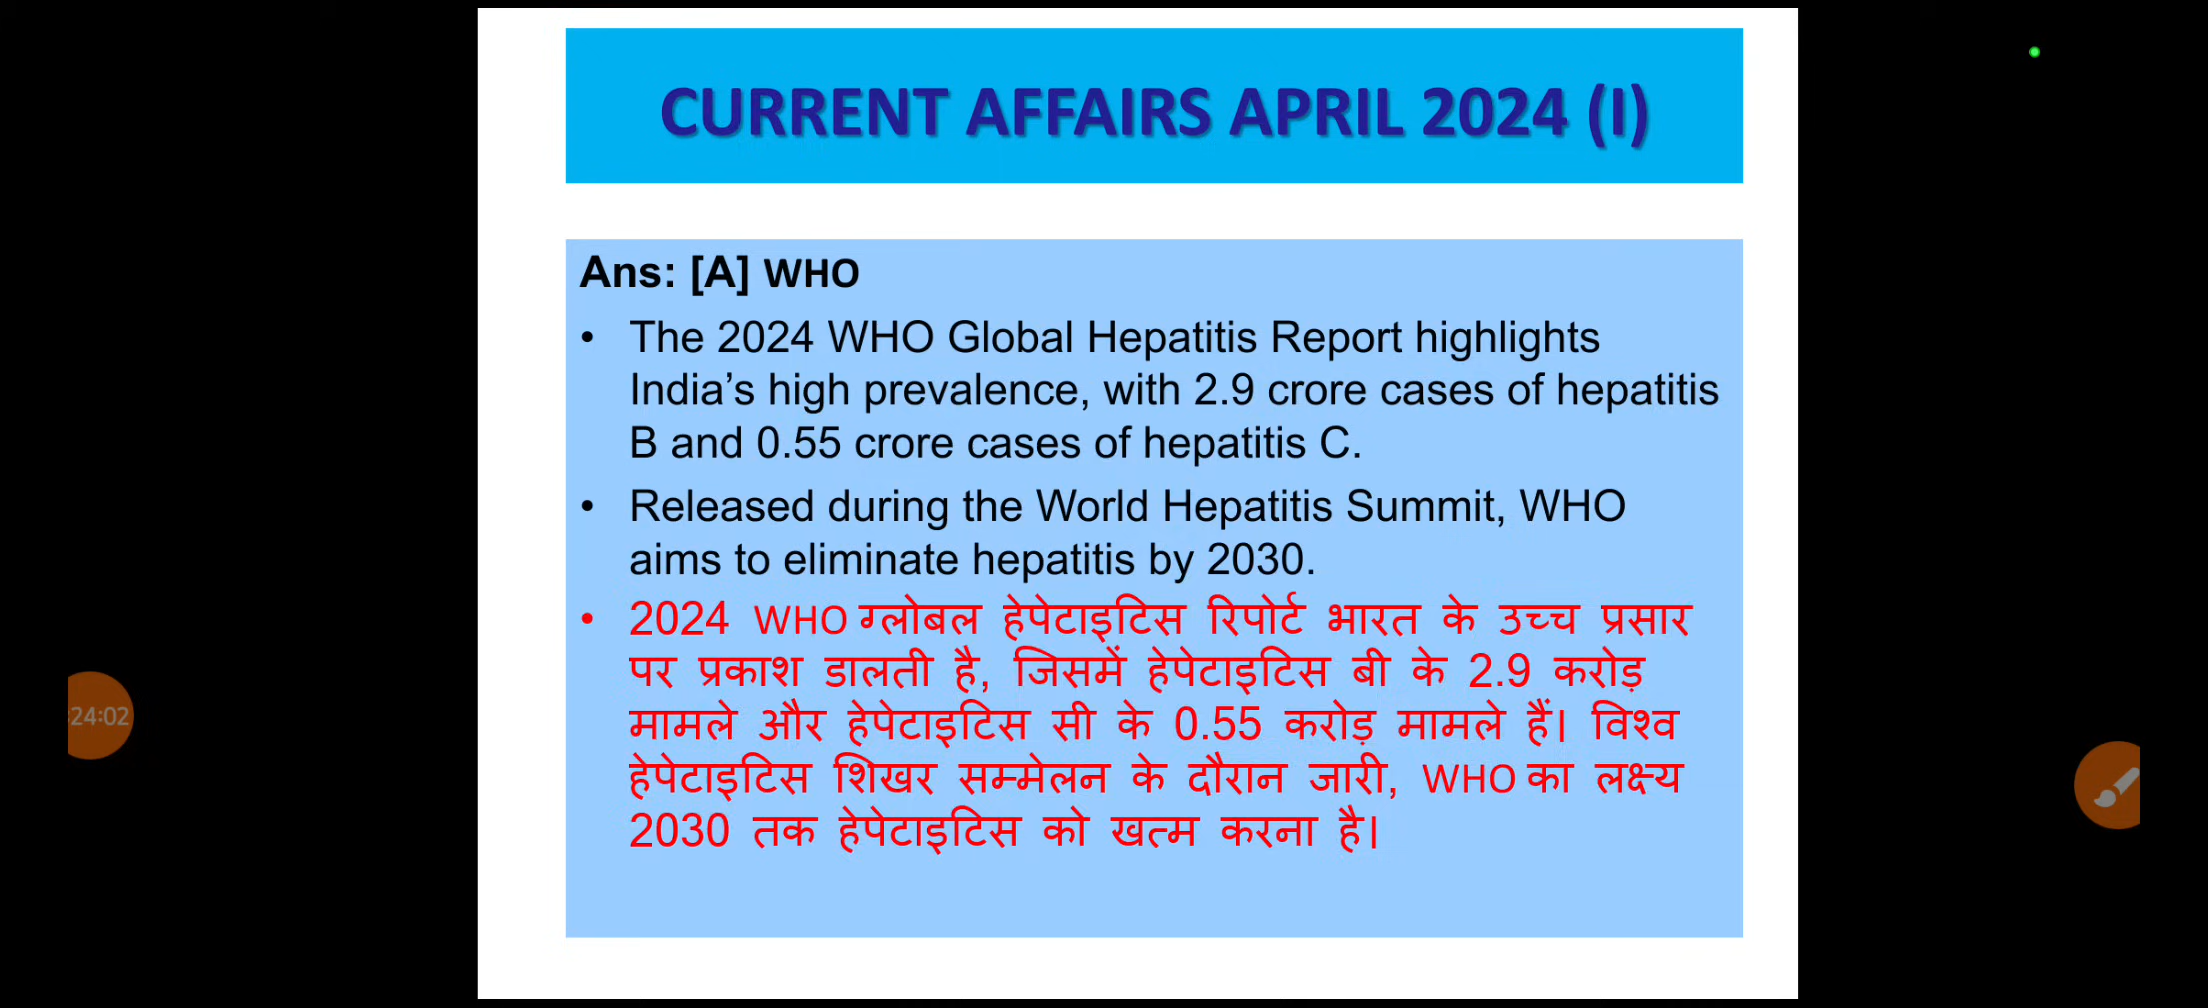 CURRENT AFFAIRS APRIL 2024 (I)
Ans: [A] WHO
• The 2024 WHO Global Hepatitis Report highlights
India’s high prevalence, with 2.9 crore cases of hepatitis
B and 0.55 crore cases of hepatitis C.
• Released during the World Hepatitis Summit, WHO
aims to eliminate hepatitis by 2030.
• 2024 WHO ग्लोबल हेपेटाइटिस रिपोर्ट भारत के उच्च प्रसार
पर प्रकाश डालती है, जिसमें हेपेटाइटिस बी के 2.9 करोड़
मामले और हेपेटाइटिस सी के 0.55 करोड़ मामले हैं। विश्व
हेपेटाइटिस शिखर सम्मेलन के दौरान जारी, WHO का लक्ष्य
2030 तक हेपेटाइटिस को खत्म करना है।
:24:02